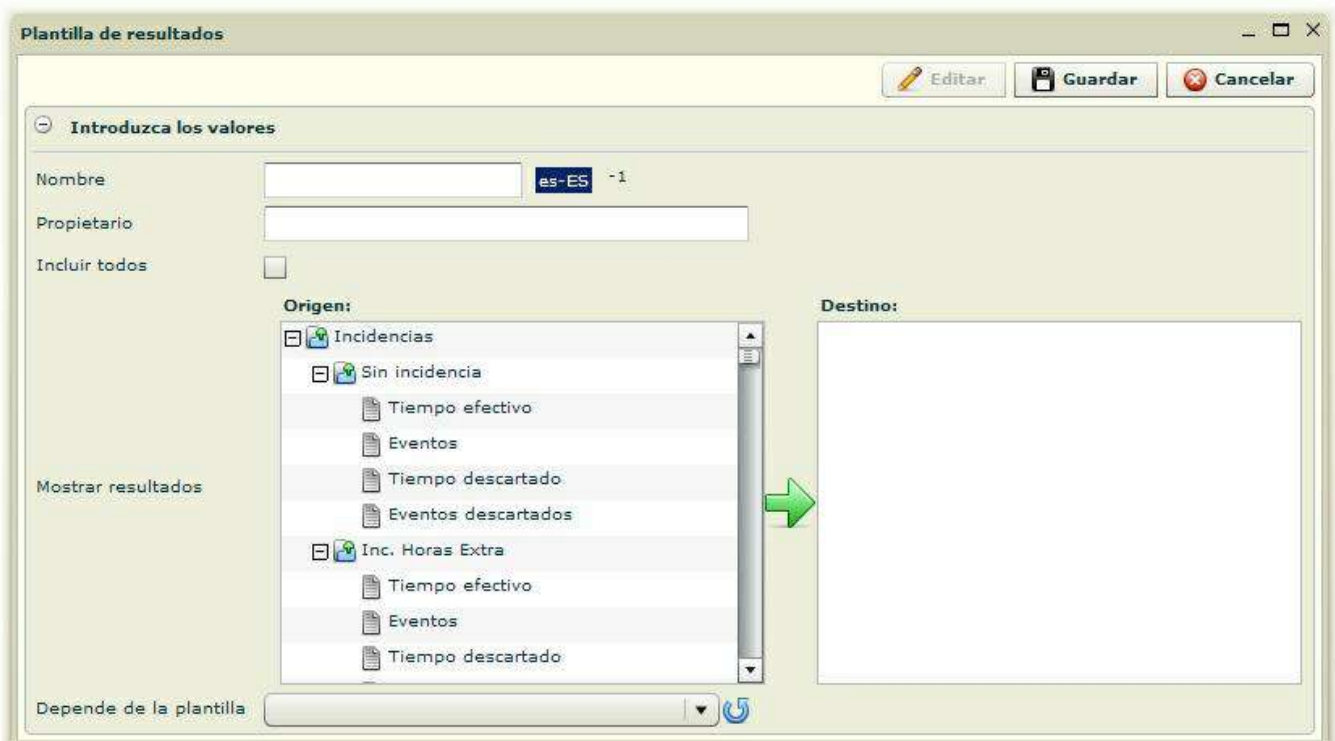 Plantilla de resultados
Editar Guardar Cancelar
Introduzca los valores
Nombre es-ES -1
Propietario
Incluir todos
Origen: Destino:
Incidencias
Sin incidencia
Tiempo efectivo
Eventos
Tiempo descartado
Mostrar resultados
Eventos descartados
Inc. Horas Extra
Tiempo efectivo
Eventos
Tiempo descartado
Depende de la plantilla